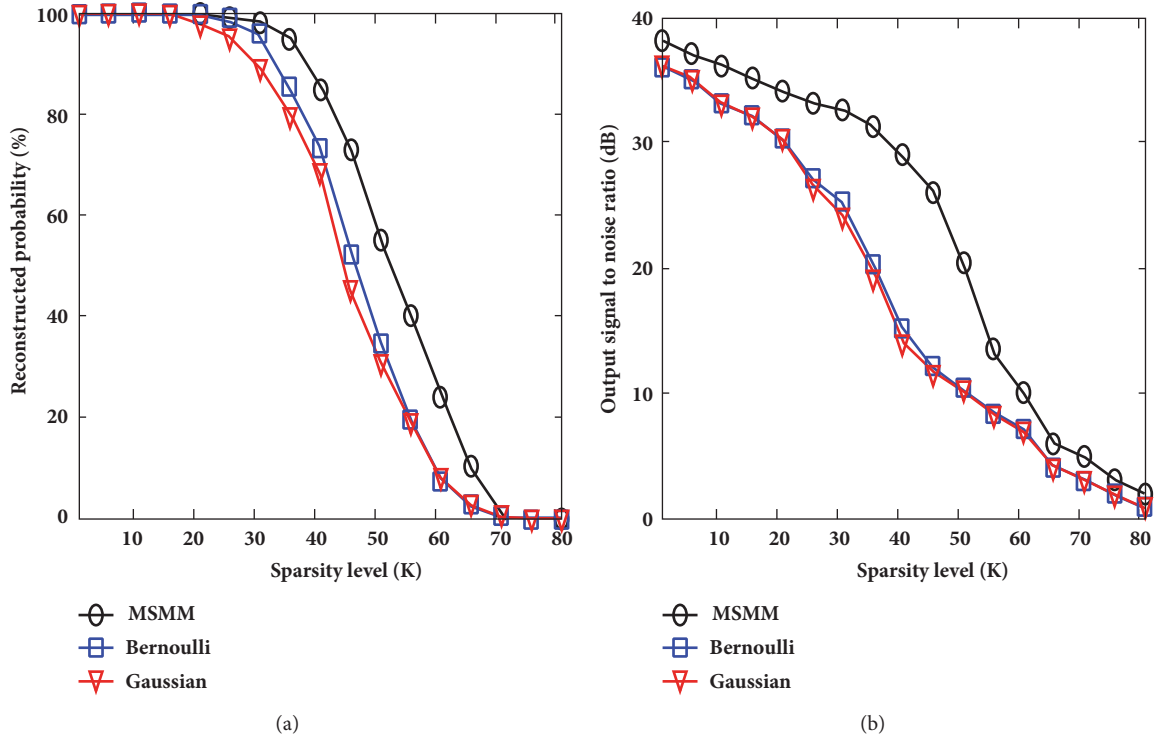 100
80
60
40
20
0
Reconstructed probability (%)
10 20 30 40 50 60 70 80
Sparsity level (K)
MSMM
Bernoulli
Gaussian
(a)
40
30
20
10
0
Output signal to noise ratio (dB)
10 20 30 40 50 60 70 80
Sparsity level (K)
MSMM
Bernoulli
Gaussian
(b)